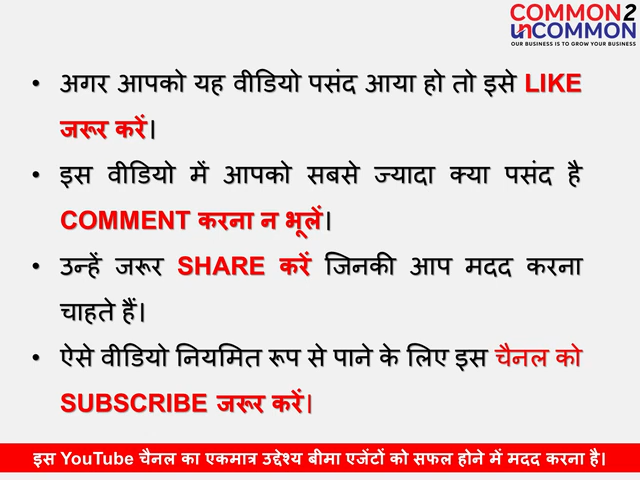 COMMON2
unCOMMON
OUR BUSINESS IS TO GROW YOUR BUSINESS
• अगर आपको यह वीडियो पसंद आया हो तो इसे LIKE
जरूर करें।
• इस वीडियो में आपको सबसे ज्यादा क्या पसंद है
COMMENT करना न भूलें।
• उन्हें जरूर SHARE करें जिनकी आप मदद करना
चाहते हैं।
• ऐसे वीडियो नियमित रूप से पाने के लिए इस चैनल को
SUBSCRIBE जरूर करें।
इस YouTube चैनल का एकमात्र उद्देश्य बीमा एजेंटों को सफल होने में मदद करना है।